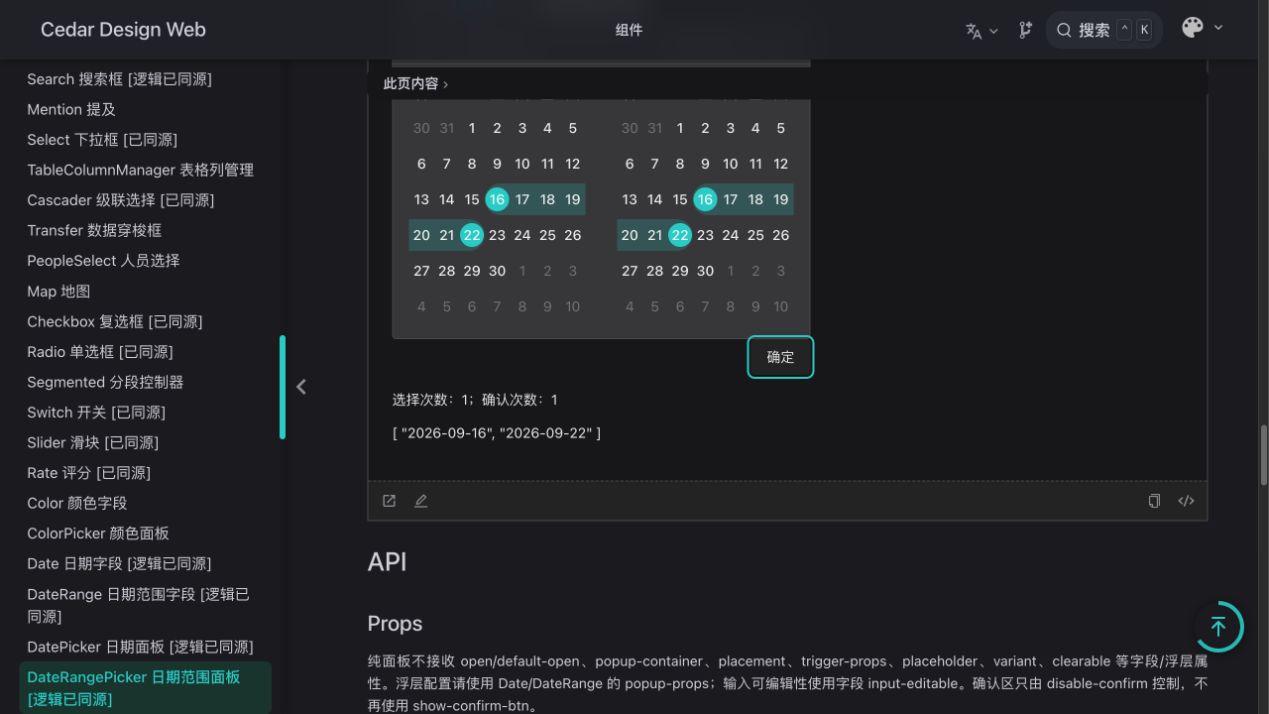 Cedar Design Web
组件
搜索 ^ K
Search 搜索框 [逻辑已同源]
Mention 提及
Select 下拉框 [已同源]
TableColumnManager 表格列管理
Cascader 级联选择 [已同源]
Transfer 数据穿梭框
PeopleSelect 人员选择
Map 地图
Checkbox 复选框 [已同源]
Radio 单选框 [已同源]
Segmented 分段控制器
Switch 开关 [已同源]
Slider 滑块 [已同源]
Rate 评分 [已同源]
Color 颜色字段
ColorPicker 颜色面板
Date 日期字段 [逻辑已同源]
DateRange 日期范围字段 [逻辑已
同源]
DatePicker 日期面板 [逻辑已同源]
DateRangePicker 日期范围面板
[逻辑已同源]
此页内容 ›
30 31 1 2 3 4 5 30 31 1 2 3 4 5
6 7 8 9 10 11 12 6 7 8 9 10 11 12
13 14 15 16 17 18 19 13 14 15 16 17 18 19
20 21 22 23 24 25 26 20 21 22 23 24 25 26
27 28 29 30 1 2 3 27 28 29 30 1 2 3
4 5 6 7 8 9 10 4 5 6 7 8 9 10
确定
选择次数：1；确认次数：1
[ "2026-09-16", "2026-09-22" ]
API
Props
纯面板不接收 open/default-open、popup-container、placement、trigger-props、placeholder、variant、clearable 等字段/浮层属
性。浮层配置请使用 Date/DateRange 的 popup-props；输入可编辑性使用字段 input-editable。确认区只由 disable-confirm 控制，不
再使用 show-confirm-btn。